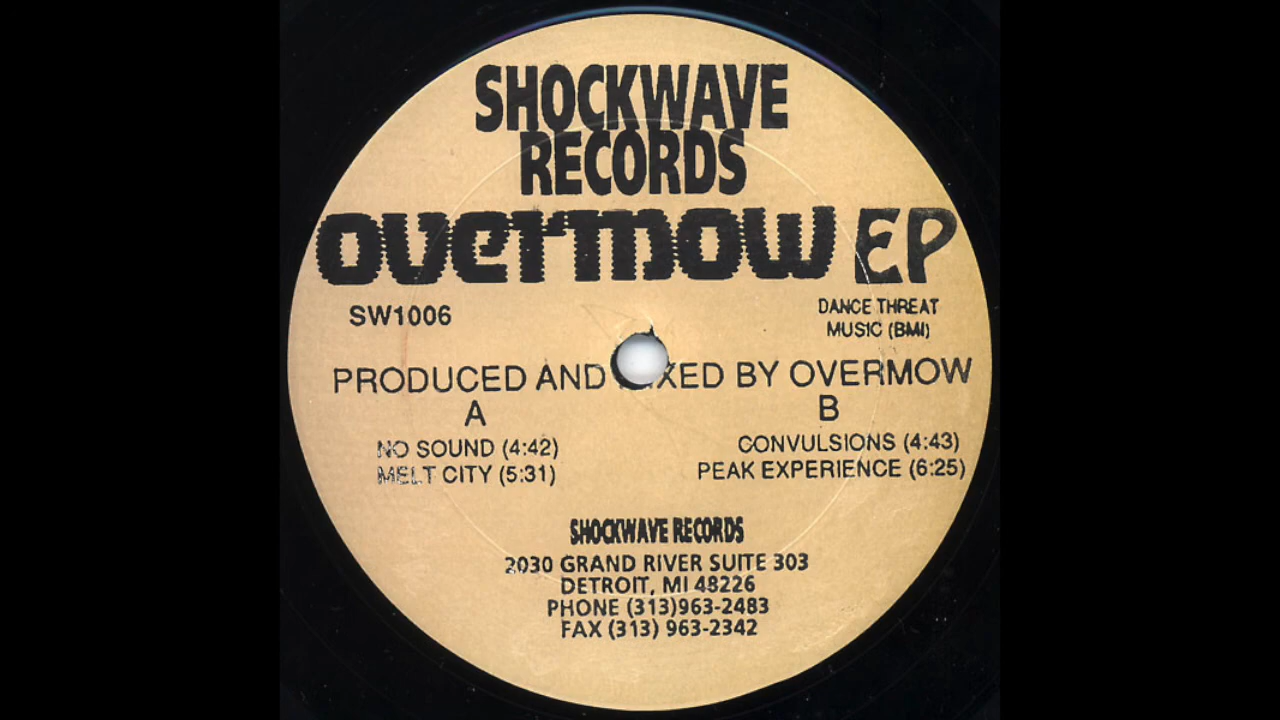 SHOCKWAVE
RECORDS
OVERMOW EP
SW1006
DANCE THREAT
MUSIC (BMI)
PRODUCED AND MIXED BY OVERMOW
A
B
NO SOUND (4:42)
CONVULSIONS (4:43)
MELT CITY (5:31)
PEAK EXPERIENCE (6:25)
SHOCKWAVE RECORDS
2030 GRAND RIVER SUITE 303
DETROIT, MI 48226
PHONE (313)963-2483
FAX (313) 963-2342